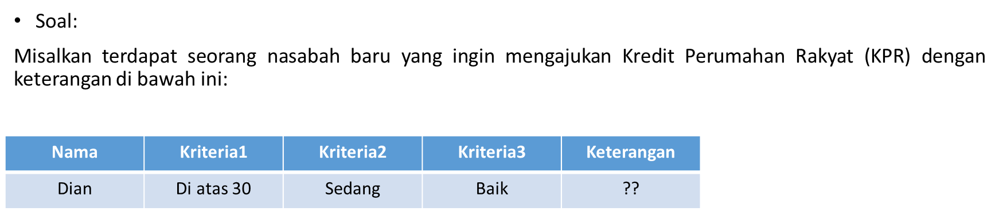 • Soal:
Misalkan terdapat seorang nasabah baru yang ingin mengajukan Kredit Perumahan Rakyat (KPR) dengan
keterangan di bawah ini:
Nama Kriteria1 Kriteria2 Kriteria3 Keterangan
Dian Di atas 30 Sedang Baik ??